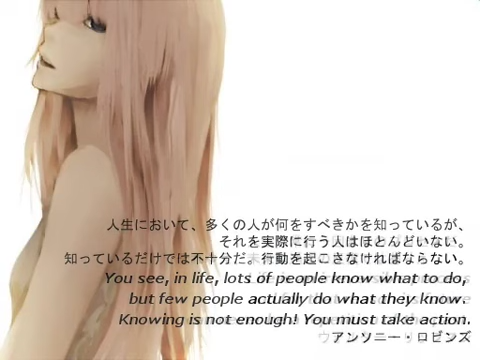 人生において、多くの人が何をすべきかを知っているが、
それを実際に行う人はほとんどいない。
知っているだけでは不十分だ。行動を起こさなければならない。
You see, in life, lots of people know what to do,
but few people actually do what they know.
Knowing is not enough! You must take action.
アンソニー・ロビンズ